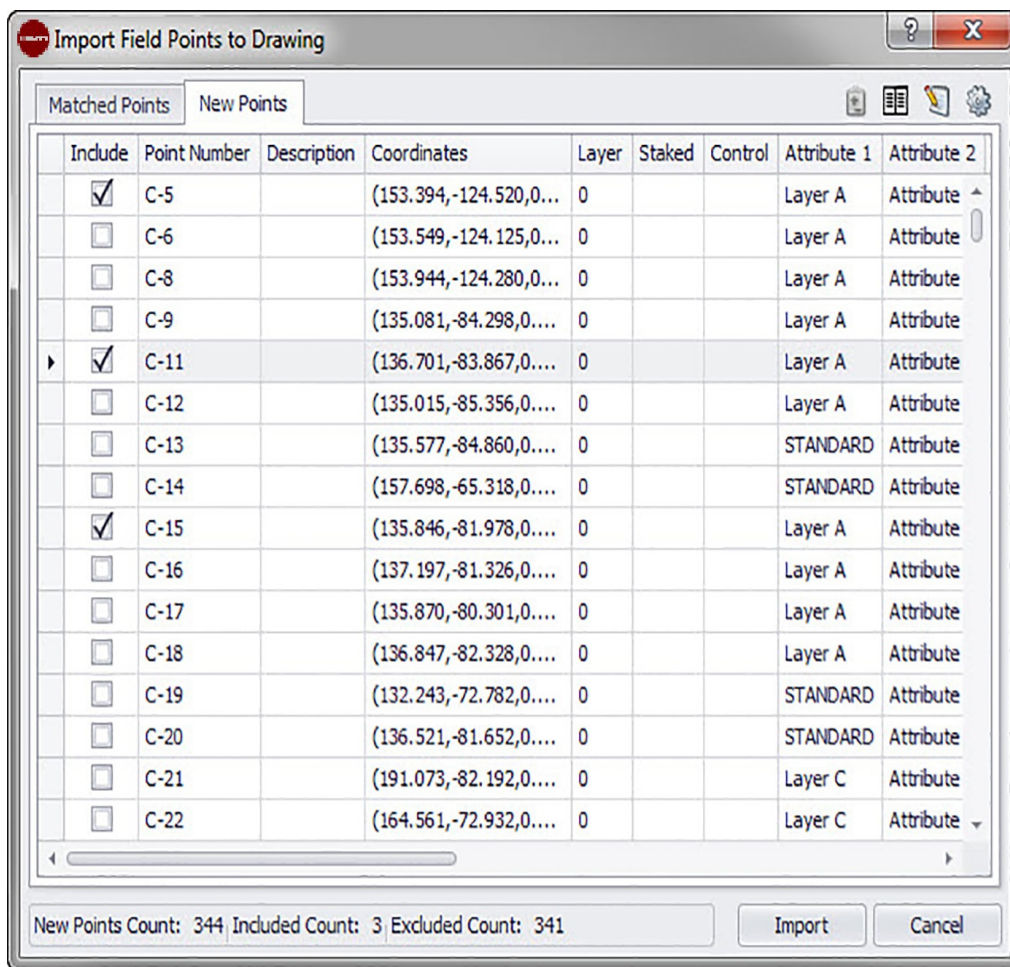 Import Field Points to Drawing
?
X
Matched Points New Points
Include Point Number Description Coordinates Layer Staked Control Attribute 1 Attribute 2
C-5 (153.394,-124.520,0... 0 Layer A Attribute
C-6 (153.549,-124.125,0... 0 Layer A Attribute
C-8 (153.944,-124.280,0... 0 Layer A Attribute
C-9 (135.081,-84.298,0.... 0 Layer A Attribute
C-11 (136.701,-83.867,0.... 0 Layer A Attribute
C-12 (135.015,-85.356,0.... 0 Layer A Attribute
C-13 (135.577,-84.860,0.... 0 STANDARD Attribute
C-14 (157.698,-65.318,0.... 0 STANDARD Attribute
C-15 (135.846,-81.978,0.... 0 Layer A Attribute
C-16 (137.197,-81.326,0.... 0 Layer A Attribute
C-17 (135.870,-80.301,0.... 0 Layer A Attribute
C-18 (136.847,-82.328,0.... 0 Layer A Attribute
C-19 (132.243,-72.782,0.... 0 STANDARD Attribute
C-20 (136.521,-81.652,0.... 0 STANDARD Attribute
C-21 (191.073,-82.192,0.... 0 Layer C Attribute
C-22 (164.561,-72.932,0.... 0 Layer C Attribute
New Points Count: 344 Included Count: 3 Excluded Count: 341 Import Cancel